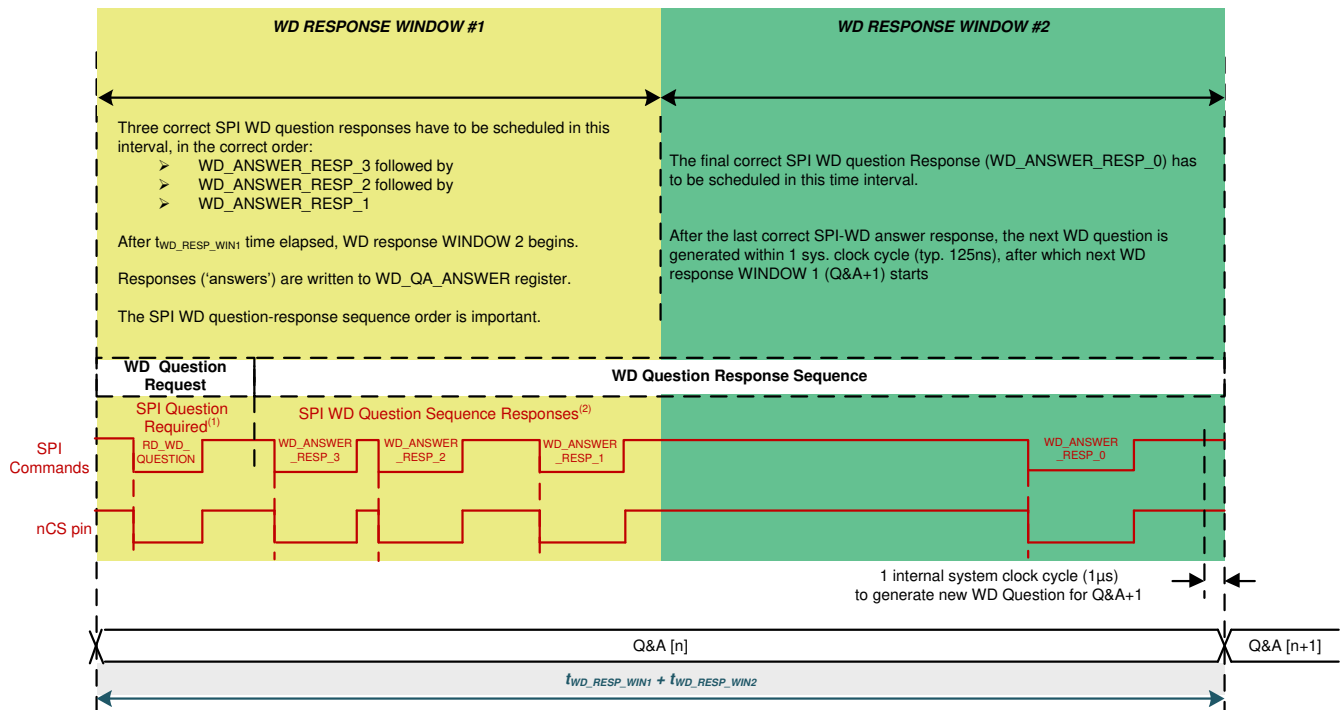 WD RESPONSE WINDOW #1
WD RESPONSE WINDOW #2
Three correct SPI WD question responses have to be scheduled in this
interval, in the correct order:
➢ WD_ANSWER_RESP_3 followed by
➢ WD_ANSWER_RESP_2 followed by
➢ WD_ANSWER_RESP_1
After tWD_RESP_WIN1 time elapsed, WD response WINDOW 2 begins.
Responses (‘answers’) are written to WD_QA_ANSWER register.
The SPI WD question-response sequence order is important.
The final correct SPI WD question Response (WD_ANSWER_RESP_0) has
to be scheduled in this time interval.
After the last correct SPI-WD answer response, the next WD question is
generated within 1 sys. clock cycle (typ. 125ns), after which next WD
response WINDOW 1 (Q&A+1) starts
WD Question
Request
WD Question Response Sequence
SPI Question
Required(1)
SPI WD Question Sequence Responses(2)
SPI
Commands
RD_WD_
QUESTION
WD_ANSWER
_RESP_3
WD_ANSWER
_RESP_2
WD_ANSWER
_RESP_1
WD_ANSWER
_RESP_0
nCS pin
1 internal system clock cycle (1µs)
to generate new WD Question for Q&A+1
Q&A [n]
Q&A [n+1]
tWD_RESP_WIN1 + tWD_RESP_WIN2